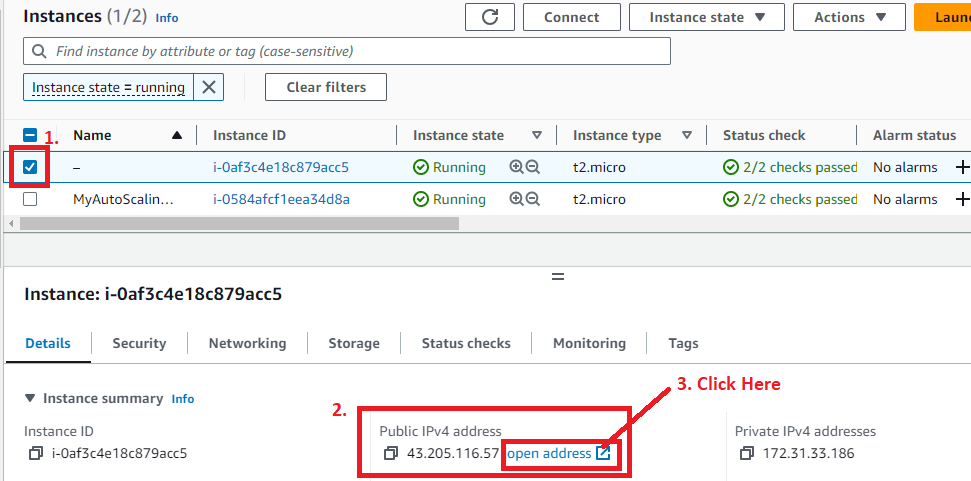 Instances (1/2) Info
Connect
Instance state
Actions
Laun
Find instance by attribute or tag (case-sensitive)
Instance state = running
Clear filters
1.
Name
Instance ID
Instance state
Instance type
Status check
Alarm status
– i-0af3c4e18c879acc5 Running t2.micro 2/2 checks passed No alarms
MyAutoScalin... i-0584afcf1eea34d8a Running t2.micro 2/2 checks passed No alarms
Instance: i-0af3c4e18c879acc5
Details
Security
Networking
Storage
Status checks
Monitoring
Tags
3. Click Here
Instance summary Info
2.
Instance ID
i-0af3c4e18c879acc5
Public IPv4 address
43.205.116.57 open address
Private IPv4 addresses
172.31.33.186